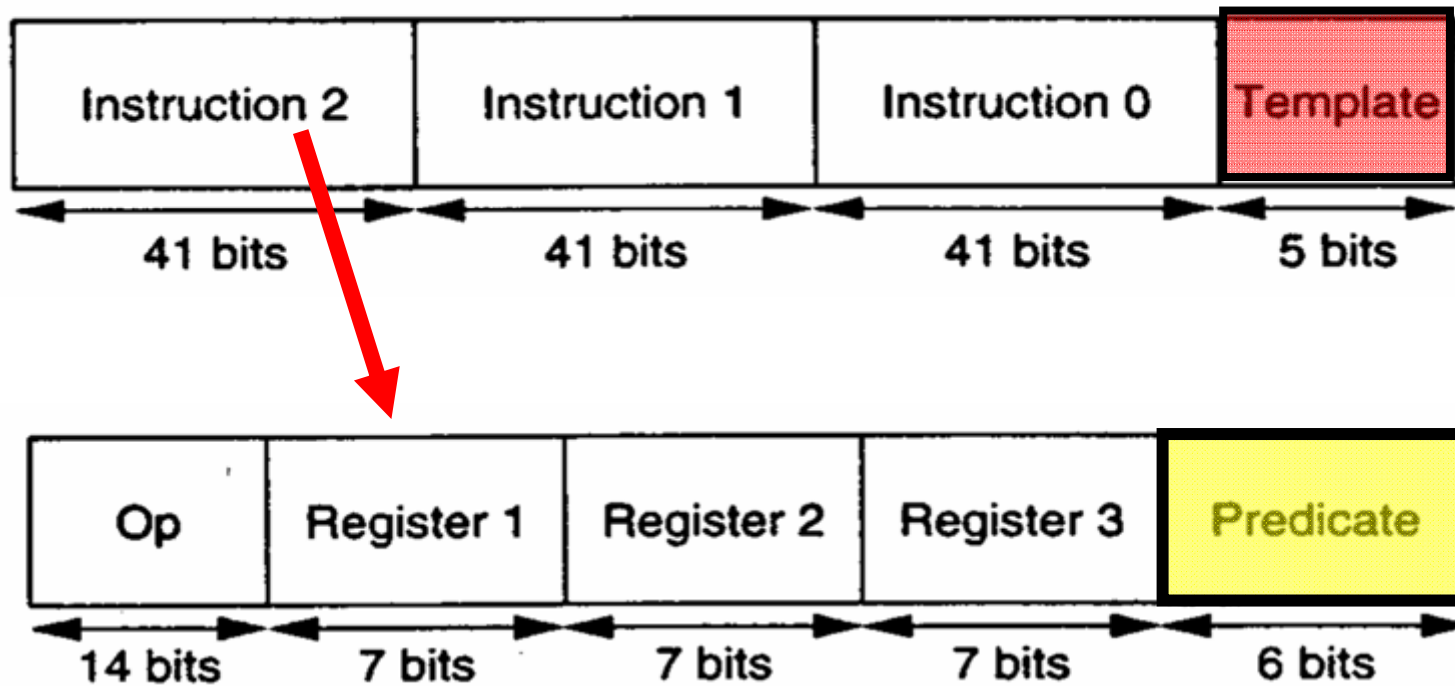 Instruction 2 Instruction 1 Instruction 0 Template
41 bits 41 bits 41 bits 5 bits
Op Register 1 Register 2 Register 3 Predicate
14 bits 7 bits 7 bits 7 bits 6 bits